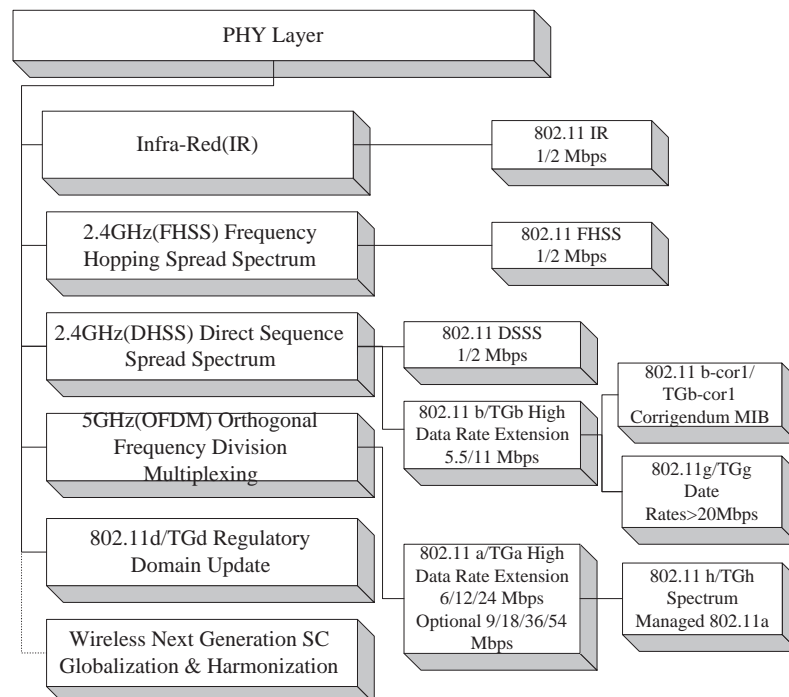 PHY Layer
Infra-Red(IR)
802.11 IR
1/2 Mbps
2.4GHz(FHSS) Frequency
Hopping Spread Spectrum
802.11 FHSS
1/2 Mbps
2.4GHz(DHSS) Direct Sequence
Spread Spectrum
802.11 DSSS
1/2 Mbps
802.11 b/TGb High
Data Rate Extension
5.5/11 Mbps
802.11 b-cor1/
TGb-cor1
Corrigendum MIB
802.11g/TGg
Date
Rates>20Mbps
5GHz(OFDM) Orthogonal
Frequency Division
Multiplexing
802.11 a/TGa High
Data Rate Extension
6/12/24 Mbps
Optional 9/18/36/54
Mbps
802.11 h/TGh
Spectrum
Managed 802.11a
802.11d/TGd Regulatory
Domain Update
Wireless Next Generation SC
Globalization & Harmonization